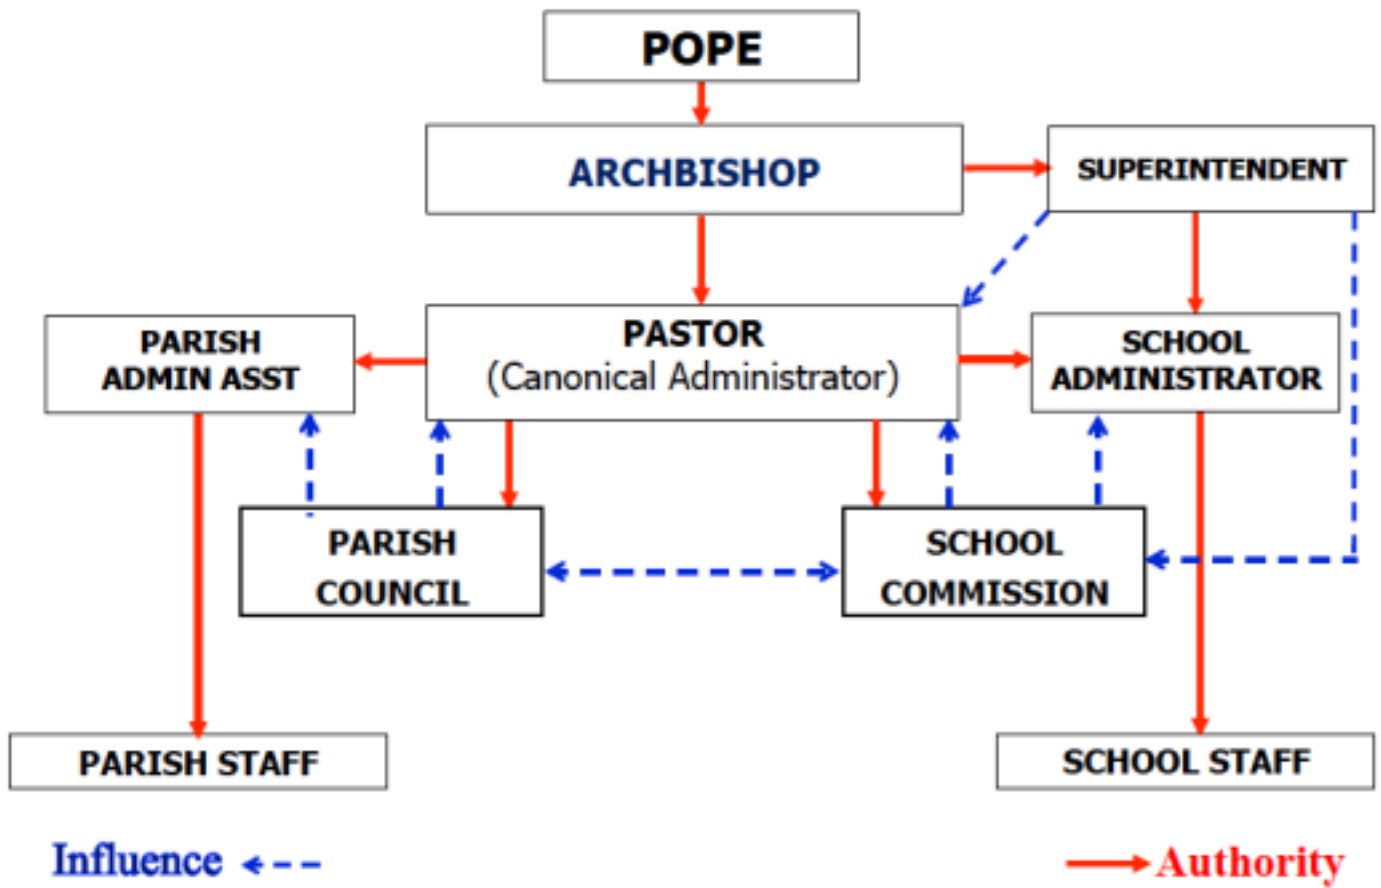 POPE
ARCHBISHOP
SUPERINTENDENT
PARISH
ADMIN ASST
PASTOR
(Canonical Administrator)
SCHOOL
ADMINISTRATOR
PARISH
COUNCIL
SCHOOL
COMMISSION
PARISH STAFF
SCHOOL STAFF
Influence
Authority